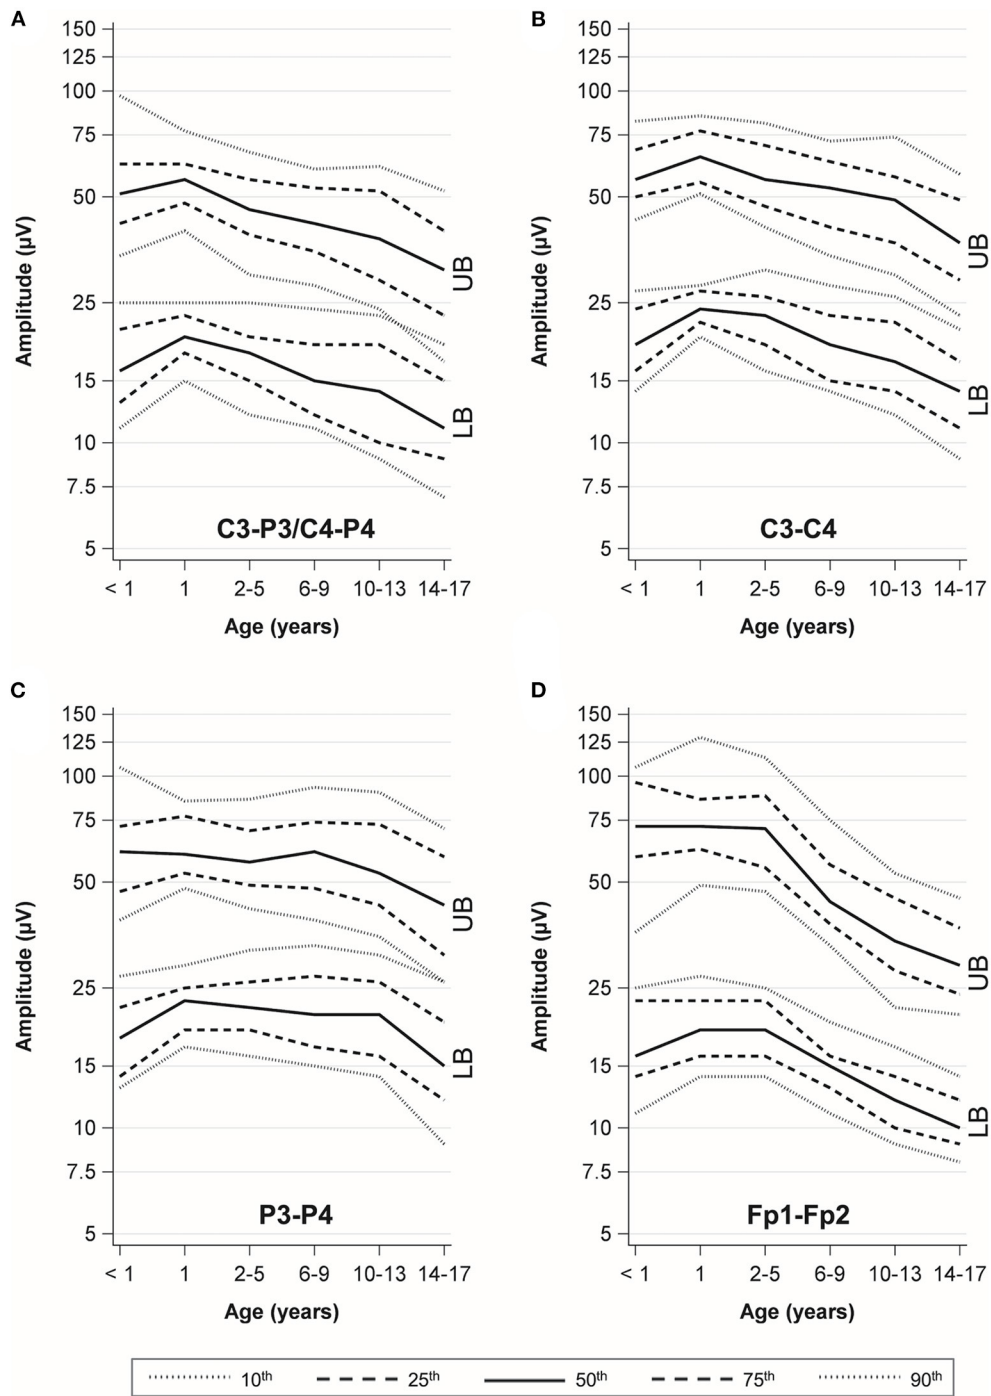 A
150
125
100
75
50
25
15
10
7.5
5
Amplitude (µV)
UB
LB
C3-P3/C4-P4
< 1 1 2-5 6-9 10-13 14-17
Age (years)
B
150
125
100
75
50
25
15
10
7.5
5
Amplitude (µV)
UB
LB
C3-C4
< 1 1 2-5 6-9 10-13 14-17
Age (years)
C
150
125
100
75
50
25
15
10
7.5
5
Amplitude (µV)
UB
LB
P3-P4
< 1 1 2-5 6-9 10-13 14-17
Age (years)
D
150
125
100
75
50
25
15
10
7.5
5
Amplitude (µV)
UB
LB
Fp1-Fp2
< 1 1 2-5 6-9 10-13 14-17
Age (years)
10th 25th 50th 75th 90th